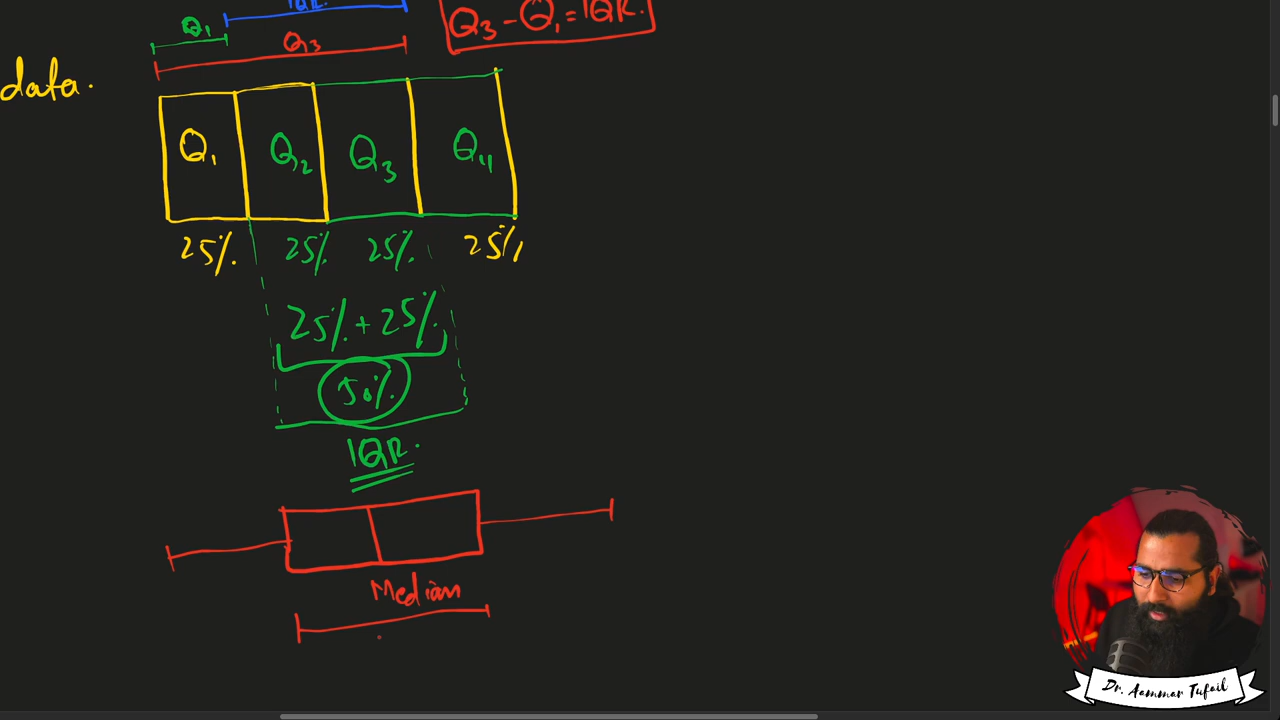 IQR.
Q3 - Q1 = IQR.
Q1
Q3
data.
Q1 Q2 Q3 Q4
25% 25% 25% 25%
25% + 25%
50%
IQR.
Median
Dr. Aammar Tufail